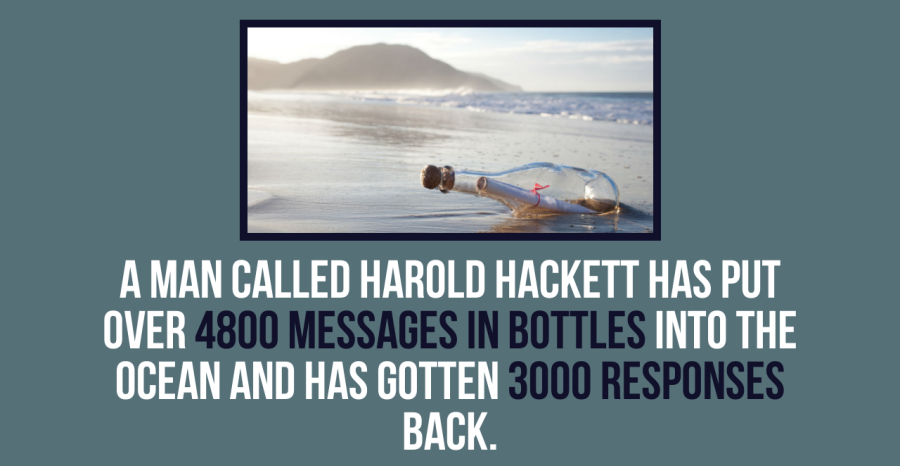 A MAN CALLED HAROLD HACKETT HAS PUT
OVER 4800 MESSAGES IN BOTTLES INTO THE
OCEAN AND HAS GOTTEN 3000 RESPONSES
BACK.